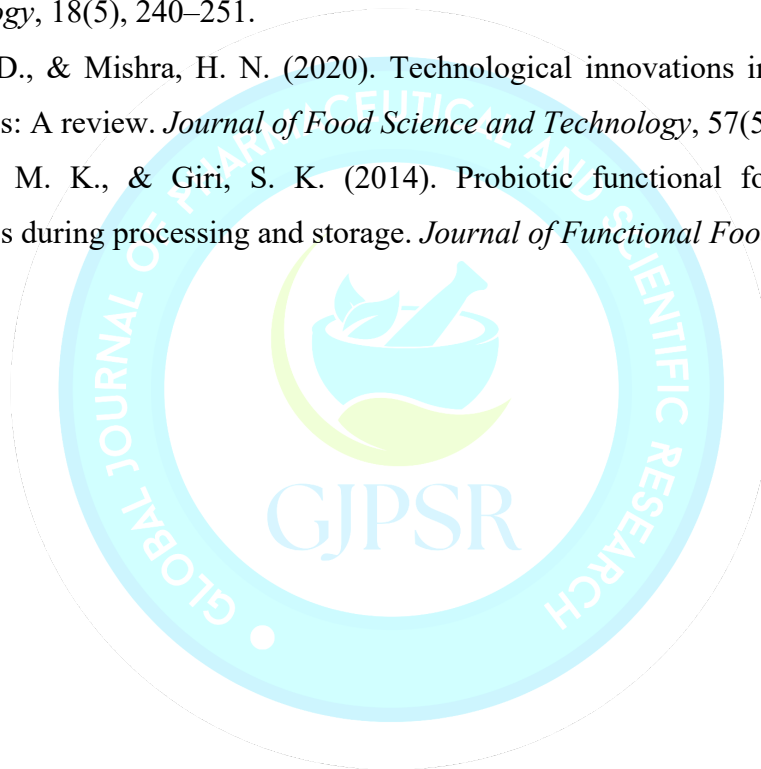 ogy, 18(5), 240–251.
D., & Mishra, H. N. (2020). Technological innovations in
s: A review. Journal of Food Science and Technology, 57(5
M. K., & Giri, S. K. (2014). Probiotic functional fo
s during processing and storage. Journal of Functional Foo
GLOBAL JOURNAL OF PHARMACEUTICAL AND SCIENTIFIC RESEARCH
GJPSR